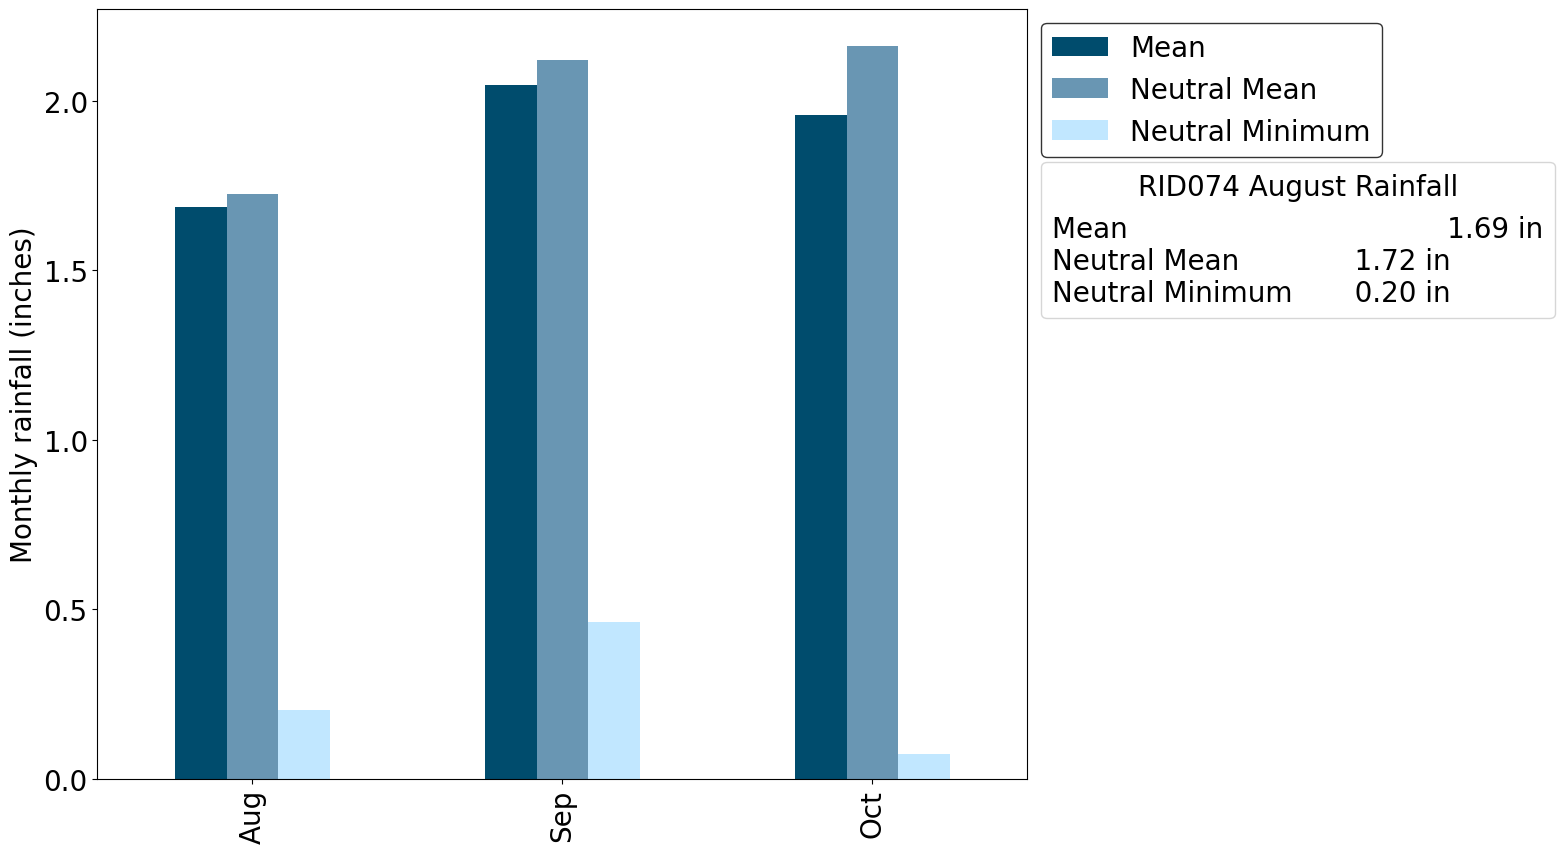 Monthly rainfall (inches)
2.0
1.5
1.0
0.5
0.0
Aug
Sep
Oct
Mean
Neutral Mean
Neutral Minimum
RID074 August Rainfall
Mean 1.69 in
Neutral Mean 1.72 in
Neutral Minimum 0.20 in